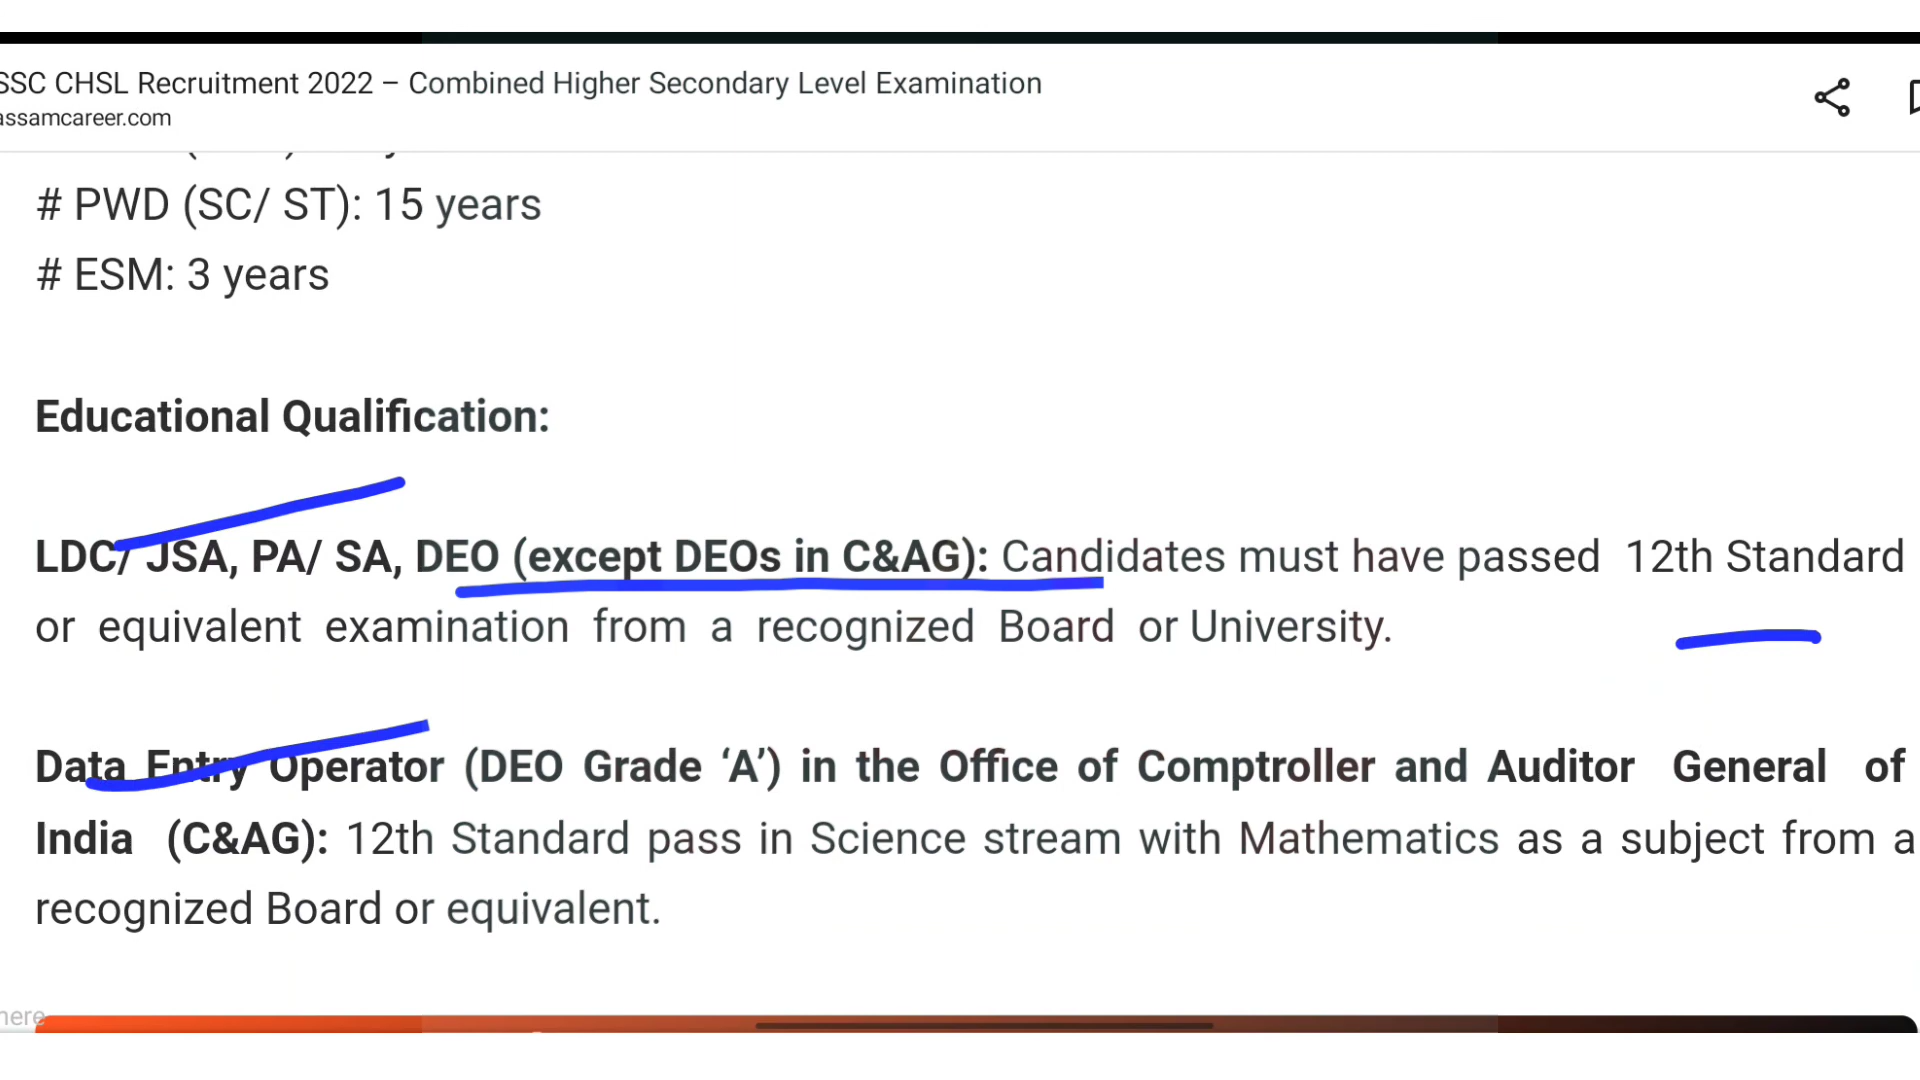 SSC CHSL Recruitment 2022 – Combined Higher Secondary Level Examination
assamcareer.com
# PWD (SC/ ST): 15 years
# ESM: 3 years
Educational Qualification:
LDC/ JSA, PA/ SA, DEO (except DEOs in C&AG): Candidates must have passed 12th Standard
or equivalent examination from a recognized Board or University.
Data Entry Operator (DEO Grade ‘A’) in the Office of Comptroller and Auditor General of
India (C&AG): 12th Standard pass in Science stream with Mathematics as a subject from a
recognized Board or equivalent.
here